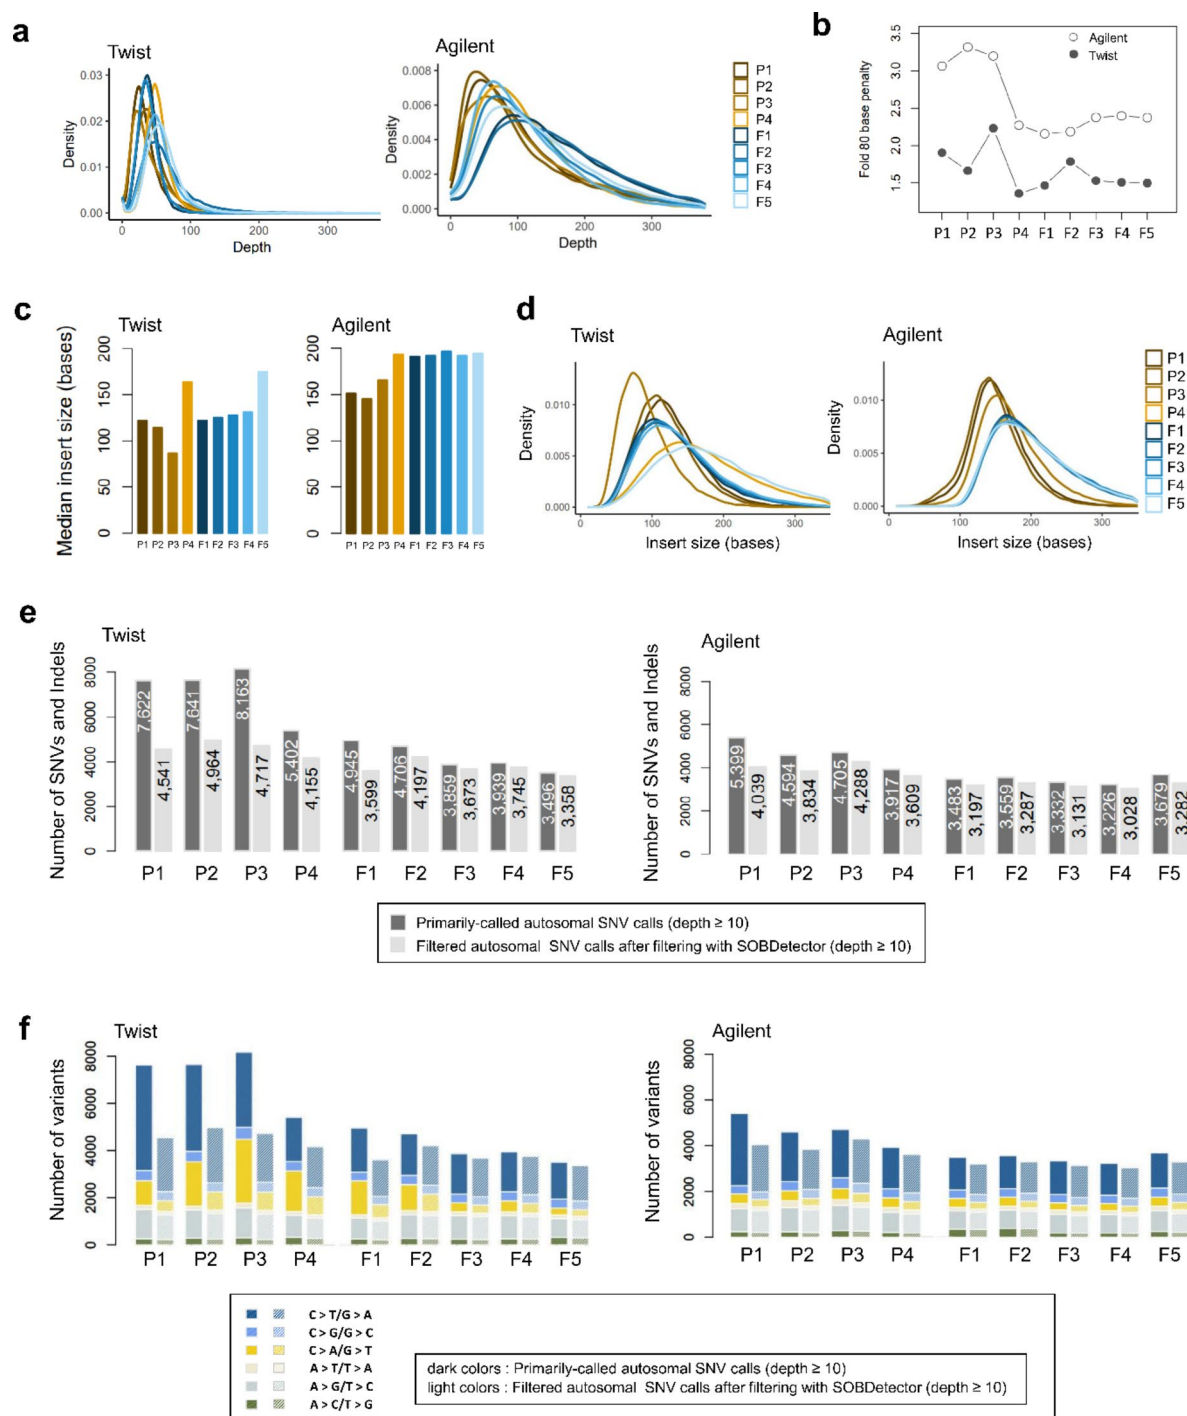 a
Twist
Density
0.03
0.02
0.01
0.00
0
100
200
300
Depth
Agilent
Density
0.008
0.006
0.004
0.002
0.000
0
100
200
300
Depth
P1
P2
P3
P4
F1
F2
F3
F4
F5
b
Fold 80 base penalty
3.5
3.0
2.5
2.0
1.5
Agilent
Twist
P1 P2 P3 P4 F1 F2 F3 F4 F5
c
Median insert size (bases)
Twist
200
150
100
50
0
P1 P2 P3 P4 F1 F2 F3 F4 F5
Agilent
200
150
100
50
0
P1 P2 P3 P4 F1 F2 F3 F4 F5
d
Twist
Density
0.010
0.005
0.000
0
100
200
300
Insert size (bases)
Agilent
Density
0.010
0.005
0.000
0
100
200
300
Insert size (bases)
P1
P2
P3
P4
F1
F2
F3
F4
F5
e
Number of SNVs and Indels
Twist
8000
6000
4000
2000
0
7,622
4,541
7,641
4,964
8,163
4,717
5,402
4,155
4,945
3,599
4,706
4,197
3,859
3,673
3,939
3,745
3,496
3,358
P1 P2 P3 P4 F1 F2 F3 F4 F5
Number of SNVs and Indels
Agilent
8000
6000
4000
2000
0
5,399
4,039
4,594
3,834
4,705
4,288
3,917
3,609
3,483
3,197
3,559
3,287
3,332
3,131
3,226
3,028
3,679
3,282
P1 P2 P3 P4 F1 F2 F3 F4 F5
Primarily-called autosomal SNV calls (depth ≥ 10)
Filtered autosomal SNV calls after filtering with SOBDetector (depth ≥ 10)
f
Twist
Number of variants
8000
6000
4000
2000
0
P1 P2 P3 P4 F1 F2 F3 F4 F5
Agilent
Number of variants
8000
6000
4000
2000
0
P1 P2 P3 P4 F1 F2 F3 F4 F5
C > T/G > A
C > G/G > C
C > A/G > T
A > T/T > A
A > G/T > C
A > C/T > G
dark colors : Primarily-called autosomal SNV calls (depth ≥ 10)
light colors : Filtered autosomal SNV calls after filtering with SOBDetector (depth ≥ 10)